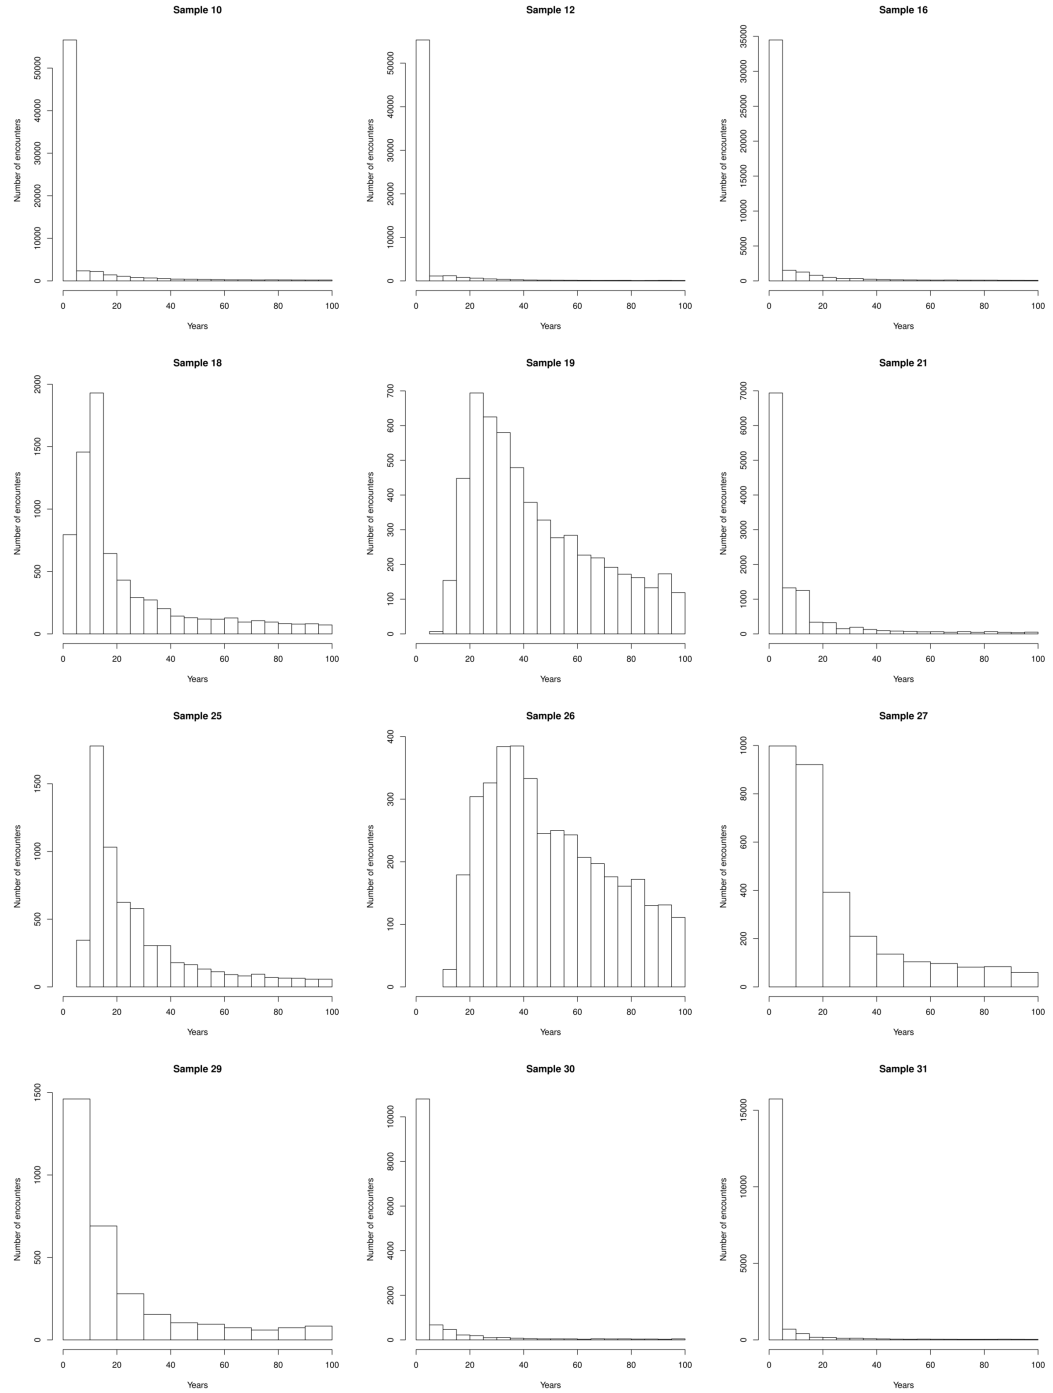 Sample 10
Number of encounters
0
10000
20000
30000
40000
50000
0 20 40 60 80 100
Years
Sample 12
Number of encounters
0
10000
20000
30000
40000
50000
0 20 40 60 80 100
Years
Sample 16
Number of encounters
0
5000
10000
15000
20000
25000
30000
35000
0 20 40 60 80 100
Years
Sample 18
Number of encounters
0
500
1000
1500
2000
0 20 40 60 80 100
Years
Sample 19
Number of encounters
0
100
200
300
400
500
600
700
0 20 40 60 80 100
Years
Sample 21
Number of encounters
0
1000
2000
3000
4000
5000
6000
7000
0 20 40 60 80 100
Years
Sample 25
Number of encounters
0
500
1000
1500
0 20 40 60 80 100
Years
Sample 26
Number of encounters
0
100
200
300
400
0 20 40 60 80 100
Years
Sample 27
Number of encounters
0
200
400
600
800
1000
0 20 40 60 80 100
Years
Sample 29
Number of encounters
0
500
1000
1500
0 20 40 60 80 100
Years
Sample 30
Number of encounters
0
2000
4000
6000
8000
10000
0 20 40 60 80 100
Years
Sample 31
Number of encounters
0
5000
10000
15000
0 20 40 60 80 100
Years